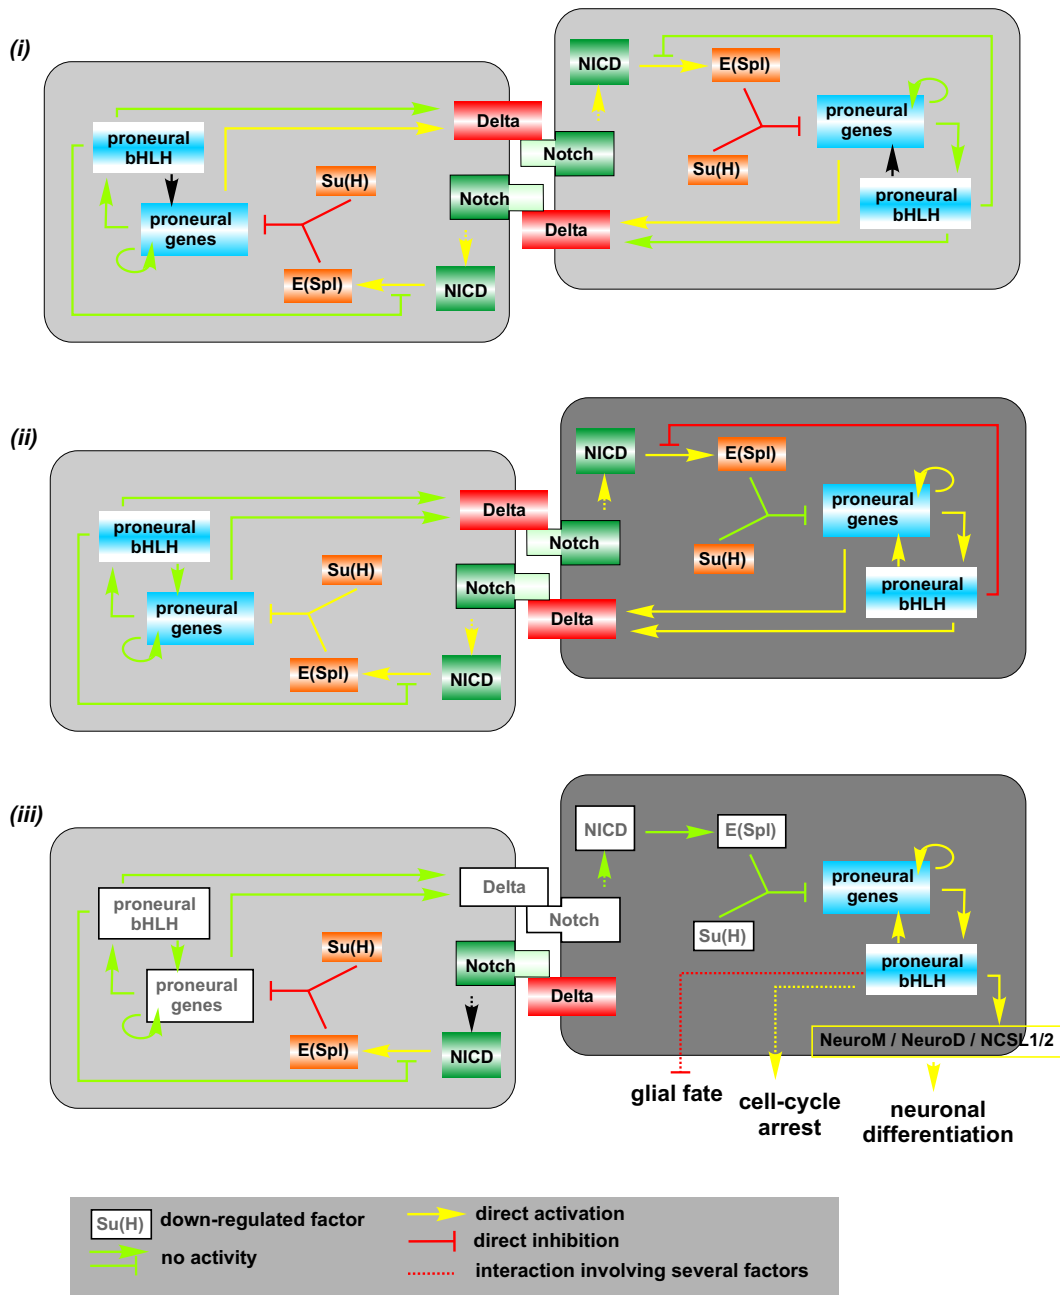 (i)
proneural
bHLH
proneural
genes
Su(H)
E(Spl)
NICD
Delta
Notch
Notch
Delta
NICD
E(Spl)
Su(H)
proneural
genes
proneural
bHLH
(ii)
proneural
bHLH
proneural
genes
Su(H)
E(Spl)
NICD
Delta
Notch
Notch
Delta
NICD
E(Spl)
Su(H)
proneural
genes
proneural
bHLH
(iii)
proneural
bHLH
proneural
genes
Su(H)
E(Spl)
NICD
Delta
Notch
Notch
Delta
NICD
E(Spl)
Su(H)
proneural
genes
proneural
bHLH
NeuroM / NeuroD / NCSL1/2
glial fate
cell-cycle
arrest
neuronal
differentiation
Su(H) down-regulated factor
no activity
direct activation
direct inhibition
interaction involving several factors